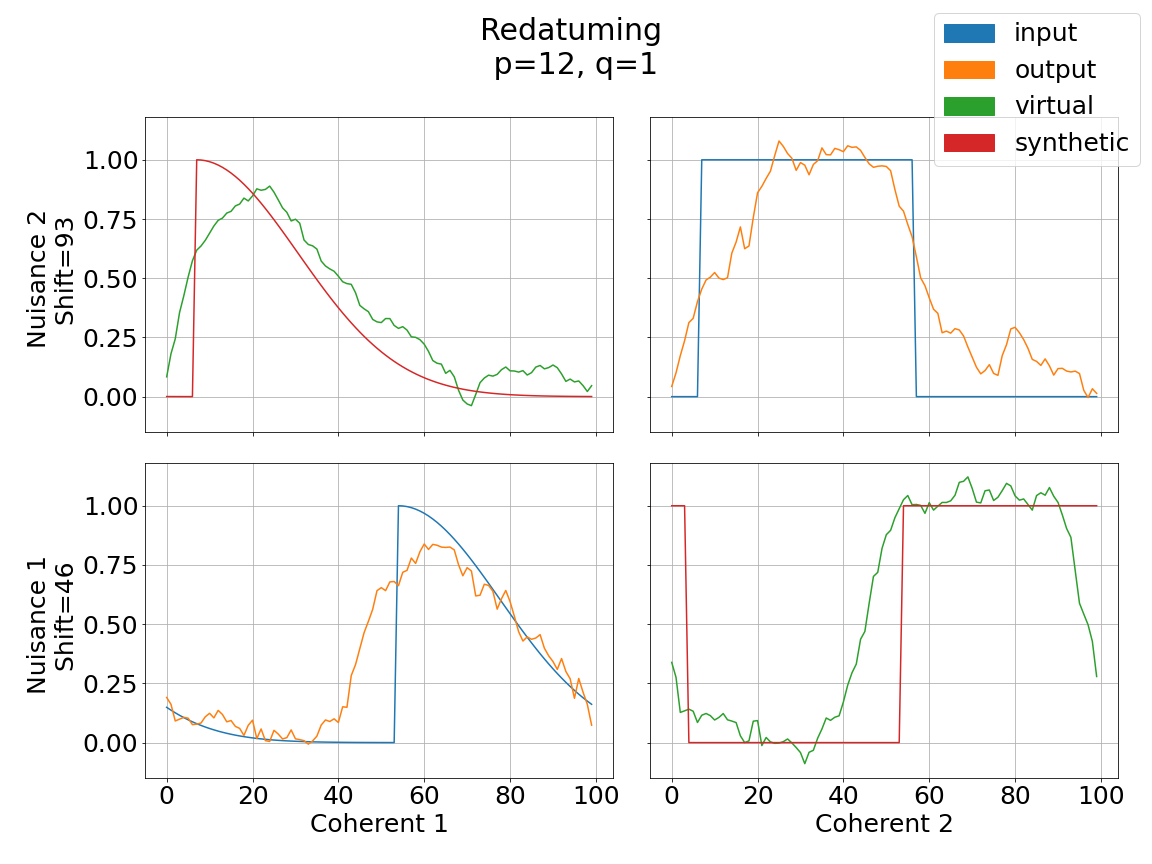 Redatuming
p=12, q=1
input
output
virtual
synthetic
Nuisance 2
Shift=93
1.00
0.75
0.50
0.25
0.00
Nuisance 1
Shift=46
1.00
0.75
0.50
0.25
0.00
0 20 40 60 80 100
0 20 40 60 80 100
Coherent 1
Coherent 2